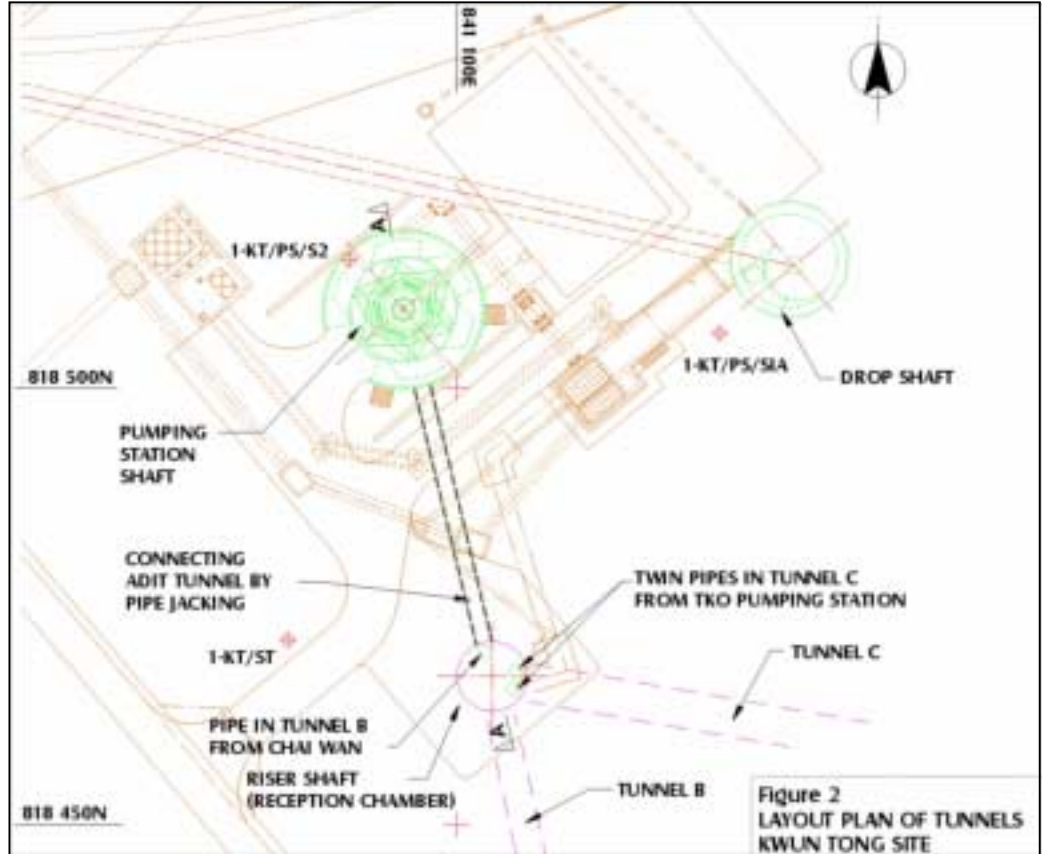 841 100E
A
1-KT/PS/S2
1-KT/PS/SIA
818 500N
DROP SHAFT
PUMPING
STATION
SHAFT
CONNECTING
ADIT TUNNEL BY
PIPE JACKING
TWIN PIPES IN TUNNEL C
FROM TKO PUMPING STATION
1-KT/ST
TUNNEL C
PIPE IN TUNNEL B
FROM CHAI WAN
A
RISER SHAFT
(RECEPTION CHAMBER)
TUNNEL B
818 450N
Figure 2
LAYOUT PLAN OF TUNNELS
KWUN TONG SITE